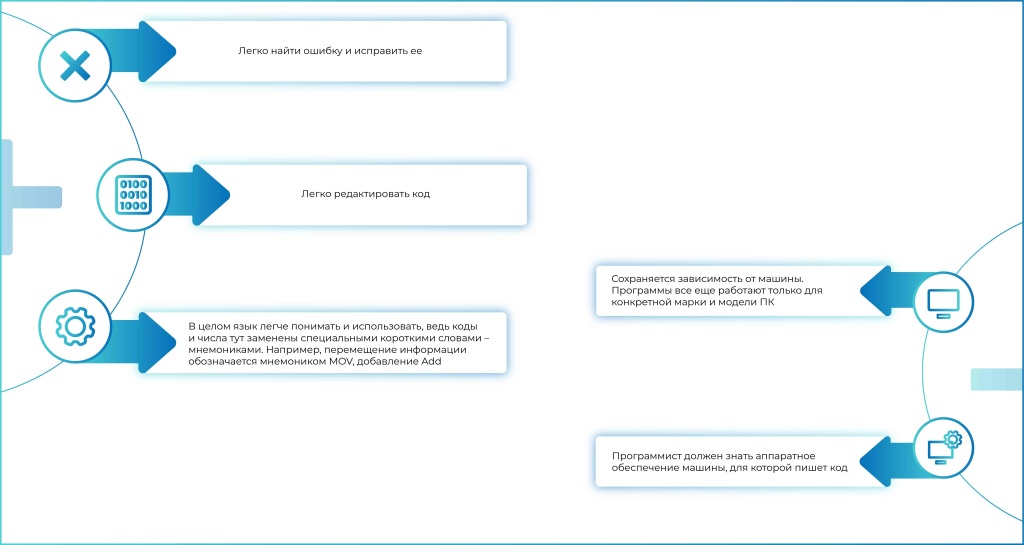 Легко найти ошибку и исправить ее
0100
0010
1000
Легко редактировать код
В целом язык легче понимать и использовать, ведь коды
и числа тут заменены специальными короткими словами –
мнемониками. Например, перемещение информации
обозначается мнемоником MOV, добавление Add
Сохраняется зависимость от машины.
Программы все еще работают только для
конкретной марки и модели ПК
Программист должен знать аппаратное
обеспечение машины, для которой пишет код